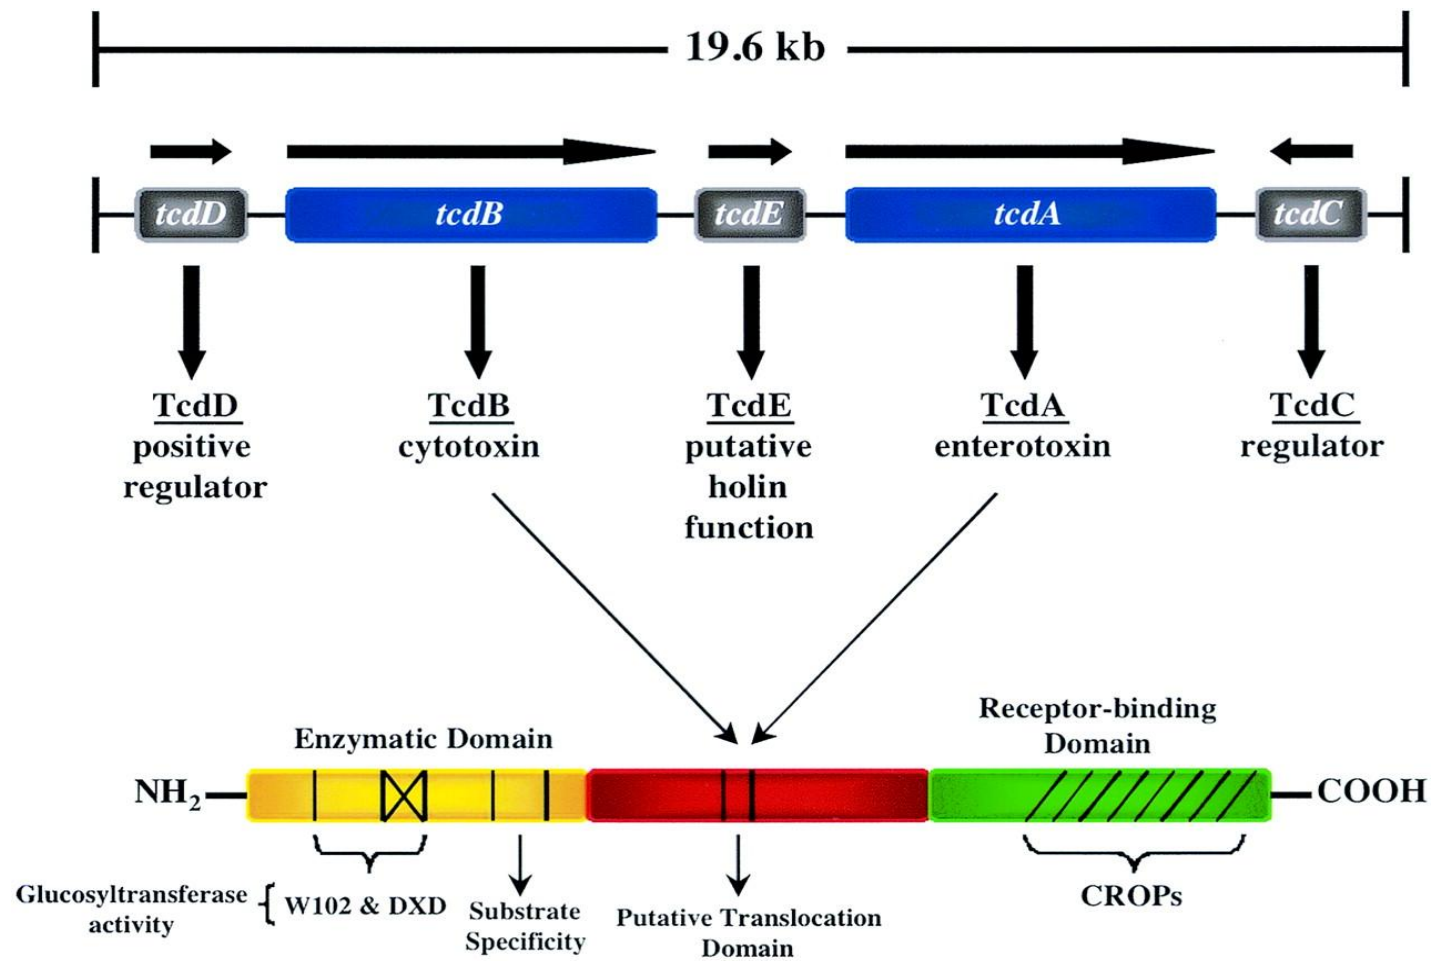 19.6 kb
tcdD tcdB tcdE tcdA tcdC
TcdD
positive
regulator
TcdB
cytotoxin
TcdE
putative
holin
function
TcdA
enterotoxin
TcdC
regulator
Enzymatic Domain
Receptor-binding
Domain
NH2
COOH
Glucosyltransferase
activity
W102 & DXD
Substrate
Specificity
Putative Translocation
Domain
CROPs